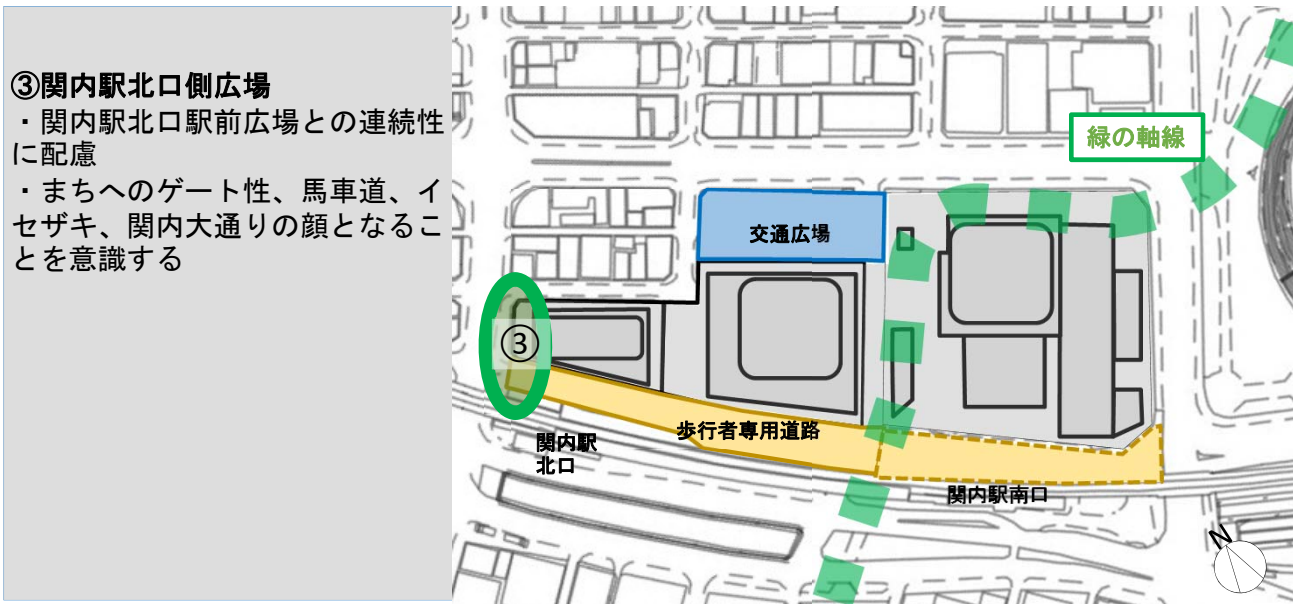 ③関内駅北口側広場
・関内駅北口駅前広場との連続性
に配慮
・まちへのゲート性、馬車道、イ
セザキ、関内大通りの顔となるこ
とを意識する
緑の軸線
交通広場
③
歩行者専用道路
関内駅
北口
関内駅南口
N